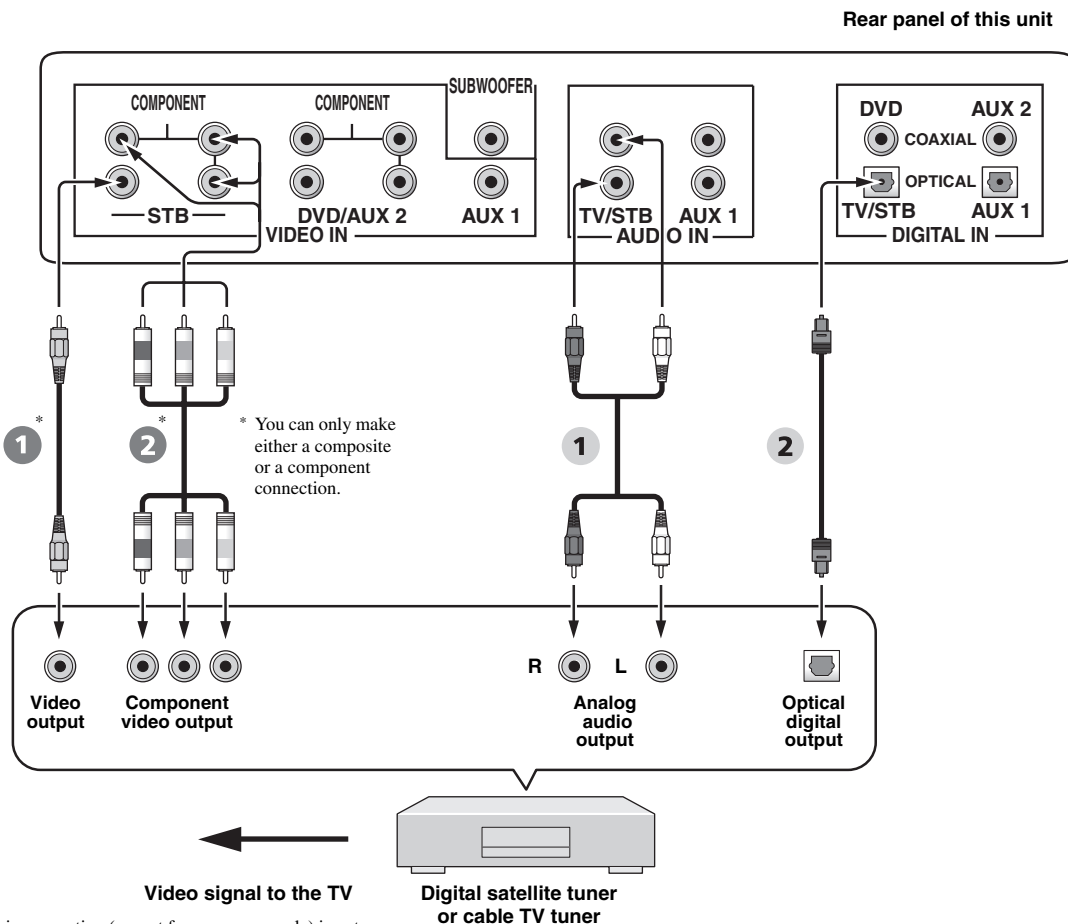 Rear panel of this unit
SUBWOOFER
COMPONENT
COMPONENT
DVD
AUX 2
COAXIAL
OPTICAL
STB
DVD/AUX 2
AUX 1
TV/STB
AUX 1
TV/STB
AUX 1
VIDEO IN
AUDIO IN
DIGITAL IN
1*
2*
* You can only make
either a composite
or a component
connection.
1
2
R
L
Video
output
Component
video output
Analog
audio
output
Optical
digital
output
Video signal to the TV
Digital satellite tuner
or cable TV tuner